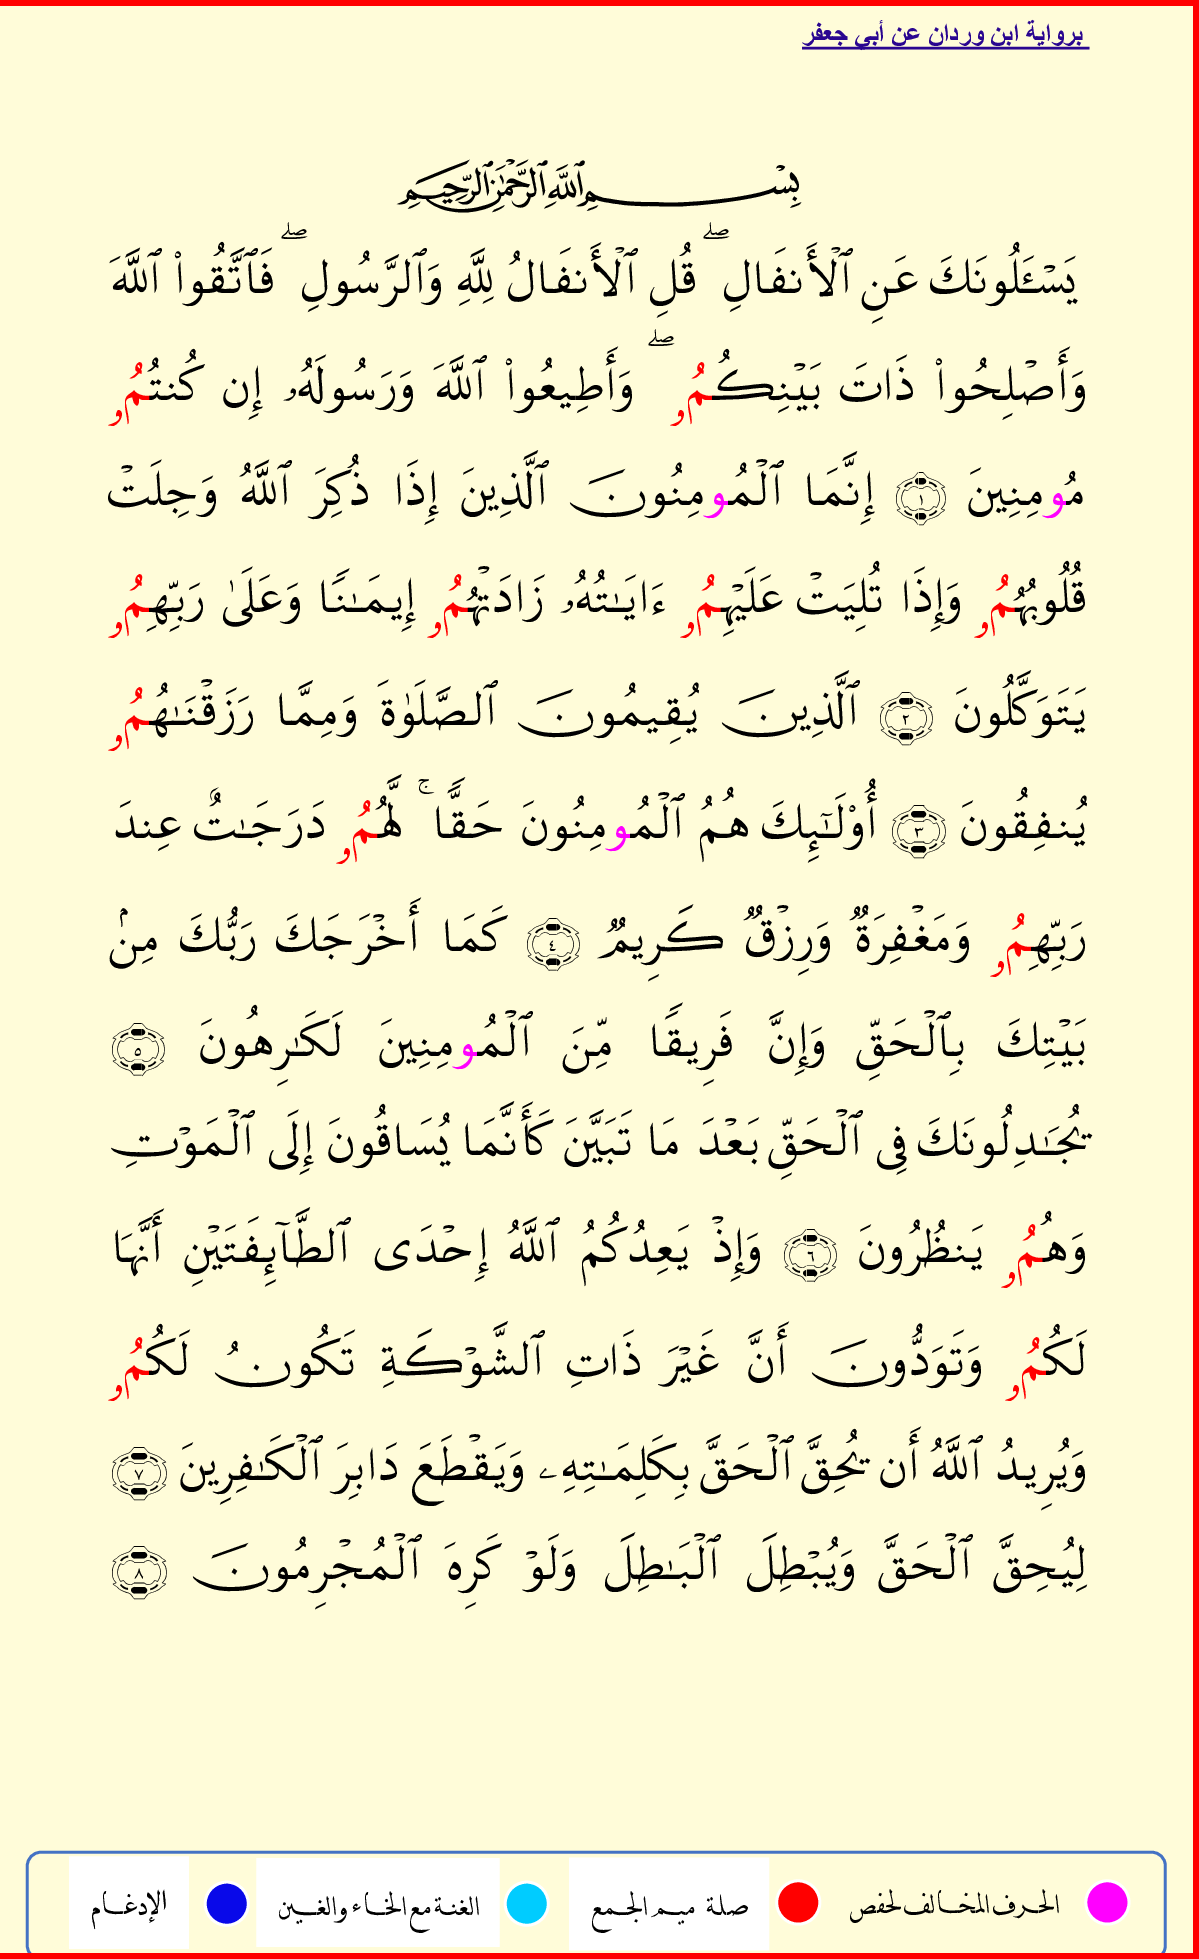 برواية ابن وردان عن أبي جعفر
بِسْمِ ٱللَّهِ ٱلرَّحْمَٰنِ ٱلرَّحِيمِ
يَسْـَٔلُونَكَ عَنِ ٱلْأَنفَالِ ۖ قُلِ ٱلْأَنفَالُ لِلَّهِ وَٱلرَّسُولِ ۖ فَٱتَّقُوا۟ ٱللَّهَ
وَأَصْلِحُوا۟ ذَاتَ بَيْنِكُمُۥ ۖ وَأَطِيعُوا۟ ٱللَّهَ وَرَسُولَهُۥ إِن كُنتُمُۥ
مُومِنِينَ ١ إِنَّمَا ٱلْمُومِنُونَ ٱلَّذِينَ إِذَا ذُكِرَ ٱللَّهُ وَجِلَتْ
قُلُوبُهُمُۥ وَإِذَا تُلِيَتْ عَلَيْهِمُۥ ءَايَـٰتُهُۥ زَادَتْهُمُۥ إِيمَـٰنًا وَعَلَىٰ رَبِّهِمُۥ
يَتَوَكَّلُونَ ٢ ٱلَّذِينَ يُقِيمُونَ ٱلصَّلَوٰةَ وَمِمَّا رَزَقْنَـٰهُمُۥ
يُنفِقُونَ ٣ أُو۟لَـٰٓئِكَ هُمُ ٱلْمُومِنُونَ حَقًّا ۚ لَّهُمُۥ دَرَجَـٰتٌ عِندَ
رَبِّهِمُۥ وَمَغْفِرَةٌ وَرِزْقٌ كَرِيمٌ ٤ كَمَا أَخْرَجَكَ رَبُّكَ مِنۢ
بَيْتِكَ بِٱلْحَقِّ وَإِنَّ فَرِيقًا مِّنَ ٱلْمُومِنِينَ لَكَـٰرِهُونَ ٥
يُجَـٰدِلُونَكَ فِى ٱلْحَقِّ بَعْدَ مَا تَبَيَّنَ كَأَنَّمَا يُسَاقُونَ إِلَى ٱلْمَوْتِ
وَهُمُۥ يَنظُرُونَ ٦ وَإِذْ يَعِدُكُمُ ٱللَّهُ إِحْدَى ٱلطَّآئِفَتَيْنِ أَنَّهَا
لَكُمُۥ وَتَوَدُّونَ أَنَّ غَيْرَ ذَاتِ ٱلشَّوْكَةِ تَكُونُ لَكُمُۥ
وَيُرِيدُ ٱللَّهُ أَن يُحِقَّ ٱلْحَقَّ بِكَلِمَـٰتِهِۦ وَيَقْطَعَ دَابِرَ ٱلْكَـٰفِرِينَ ٧
لِيُحِقَّ ٱلْحَقَّ وَيُبْطِلَ ٱلْبَـٰطِلَ وَلَوْ كَرِهَ ٱلْمُجْرِمُونَ ٨
الحرف المخالف لحفص صلة ميم الجمع الغنة مع الخاء والغين الإدغام